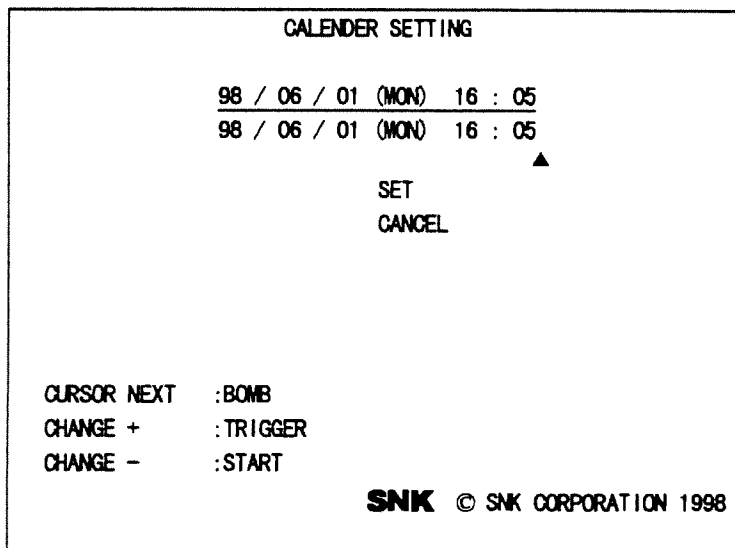 CALENDER SETTING
98 / 06 / 01 (MON) 16 : 05
98 / 06 / 01 (MON) 16 : 05
SET
CANCEL
CURSOR NEXT :BOMB
CHANGE + :TRIGGER
CHANGE - :START
SNK © SNK CORPORATION 1998